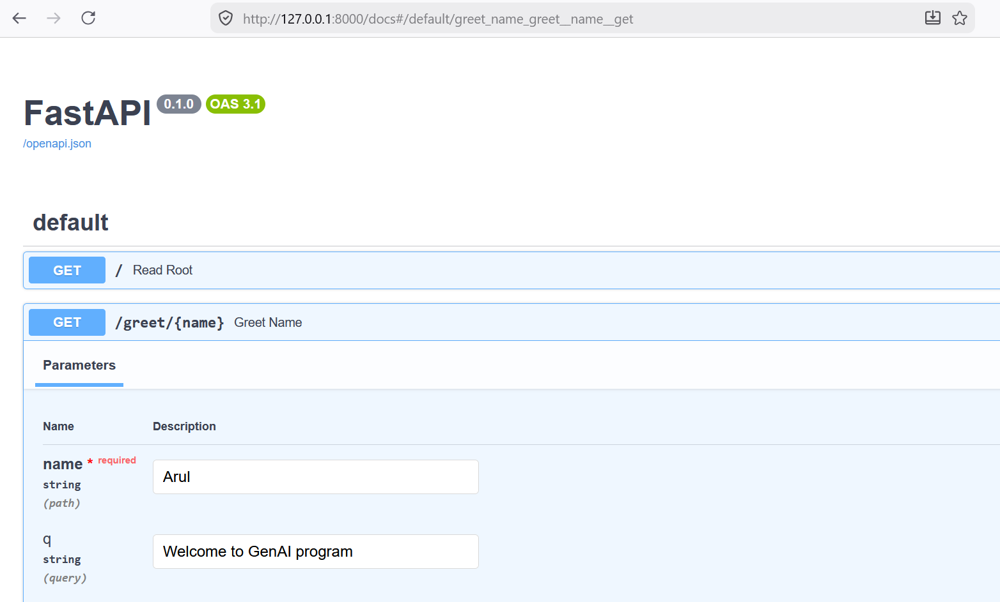 http://127.0.0.1:8000/docs#/default/greet_name_greet__name__get
FastAPI 0.1.0 OAS 3.1
/openapi.json
default
GET / Read Root
GET /greet/{name} Greet Name
Parameters
Name Description
name * required
string
(path)
Arul
q
string
(query)
Welcome to GenAI program